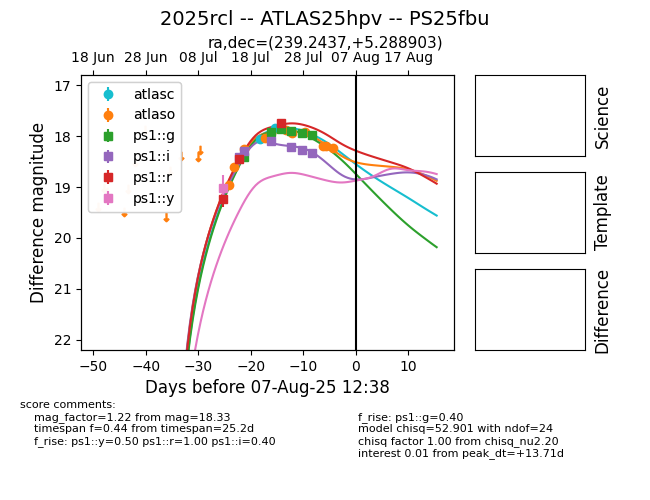 2025rcl -- ATLAS25hpv -- PS25fbu
ra,dec=(239.2437,+5.288903)
18 Jun 28 Jun 08 Jul 18 Jul 28 Jul 07 Aug 17 Aug
17
18
19
20
21
22
Difference magnitude
atlasc
atlaso
ps1::g
ps1::i
ps1::r
ps1::y
−50 −40 −30 −20 −10 0 10
Days before 07-Aug-25 12:38
Science
Template
Difference
score comments:
mag_factor=1.22 from mag=18.33
timespan f=0.44 from timespan=25.2d
f_rise: ps1::y=0.50 ps1::r=1.00 ps1::i=0.40
f_rise: ps1::g=0.40
model chisq=52.901 with ndof=24
chisq factor 1.00 from chisq_nu2.20
interest 0.01 from peak_dt=+13.71d